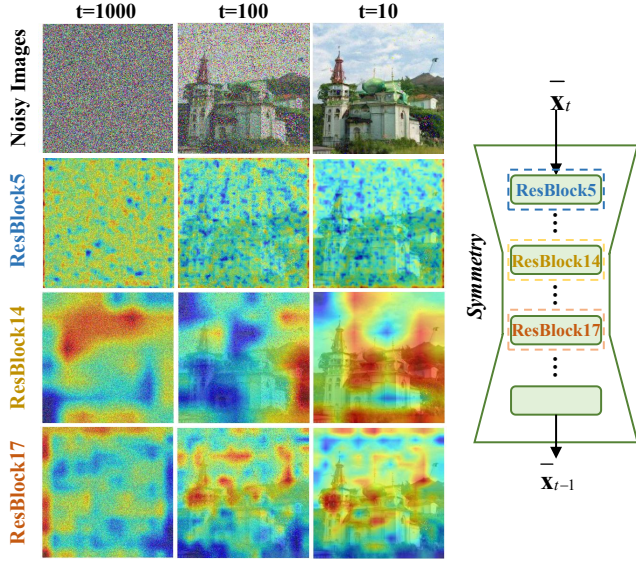 t=1000 t=100 t=10
Noisy Images
ResBlock5
ResBlock14
ResBlock17
x̄ₜ
ResBlock5
ResBlock14
ResBlock17
Symmetry
x̄ₜ₋₁